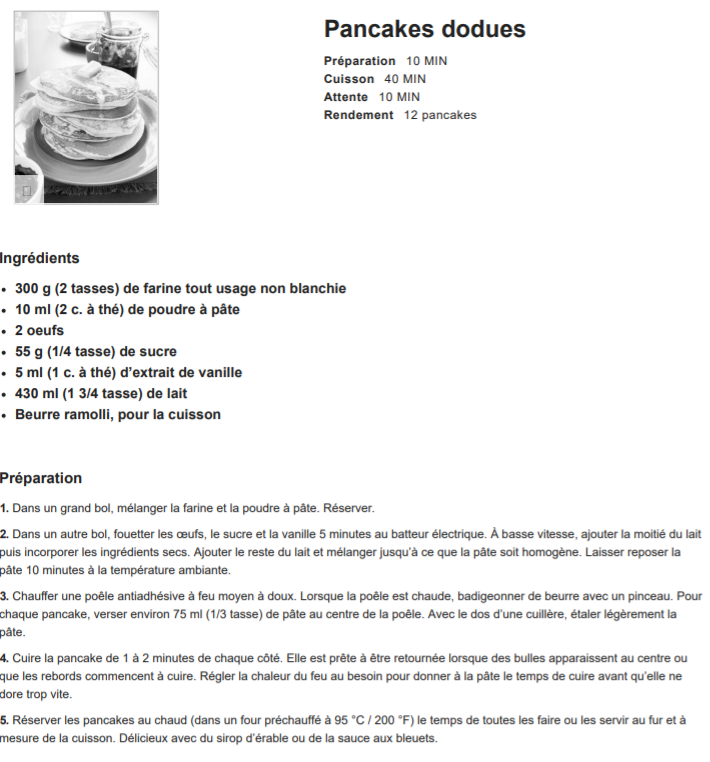 Pancakes dodues
Préparation 10 MIN
Cuisson 40 MIN
Attente 10 MIN
Rendement 12 pancakes
Ingrédients
• 300 g (2 tasses) de farine tout usage non blanchie
• 10 ml (2 c. à thé) de poudre à pâte
• 2 oeufs
• 55 g (1/4 tasse) de sucre
• 5 ml (1 c. à thé) d’extrait de vanille
• 430 ml (1 3/4 tasse) de lait
• Beurre ramolli, pour la cuisson
Préparation
1. Dans un grand bol, mélanger la farine et la poudre à pâte. Réserver.
2. Dans un autre bol, fouetter les œufs, le sucre et la vanille 5 minutes au batteur électrique. À basse vitesse, ajouter la moitié du lait
puis incorporer les ingrédients secs. Ajouter le reste du lait et mélanger jusqu’à ce que la pâte soit homogène. Laisser reposer la
pâte 10 minutes à la température ambiante.
3. Chauffer une poêle antiadhésive à feu moyen à doux. Lorsque la poêle est chaude, badigeonner de beurre avec un pinceau. Pour
chaque pancake, verser environ 75 ml (1/3 tasse) de pâte au centre de la poêle. Avec le dos d’une cuillère, étaler légèrement la
pâte.
4. Cuire la pancake de 1 à 2 minutes de chaque côté. Elle est prête à être retournée lorsque des bulles apparaissent au centre ou
que les rebords commencent à cuire. Régler la chaleur du feu au besoin pour donner à la pâte le temps de cuire avant qu’elle ne
dore trop vite.
5. Réserver les pancakes au chaud (dans un four préchauffé à 95 °C / 200 °F) le temps de toutes les faire ou les servir au fur et à
mesure de la cuisson. Délicieux avec du sirop d’érable ou de la sauce aux bleuets.